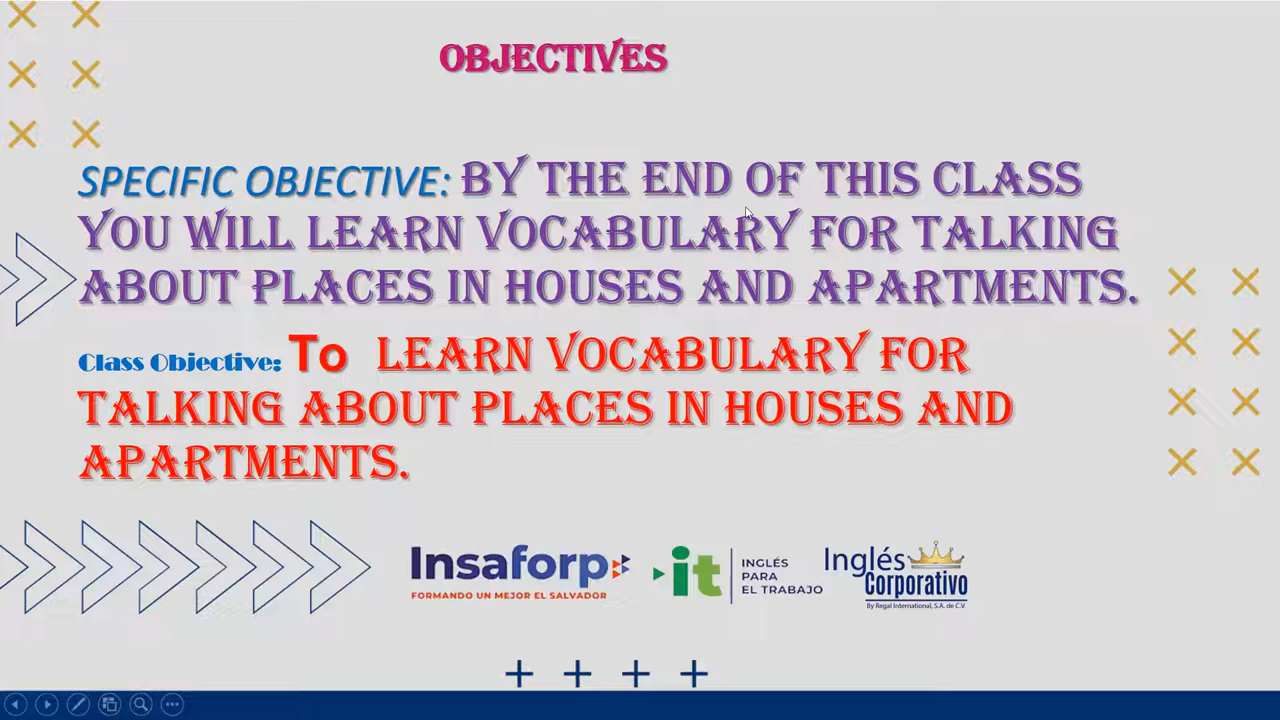 OBJECTIVES
SPECIFIC OBJECTIVE: BY THE END OF THIS CLASS
YOU WILL LEARN VOCABULARY FOR TALKING
ABOUT PLACES IN HOUSES AND APARTMENTS.
Class Objective: To LEARN VOCABULARY FOR
TALKING ABOUT PLACES IN HOUSES AND
APARTMENTS.
Insaforp
FORMANDO UN MEJOR EL SALVADOR
it
INGLÉS
PARA
EL TRABAJO
Inglés
Corporativo
By Regal International, S.A. de C.V.